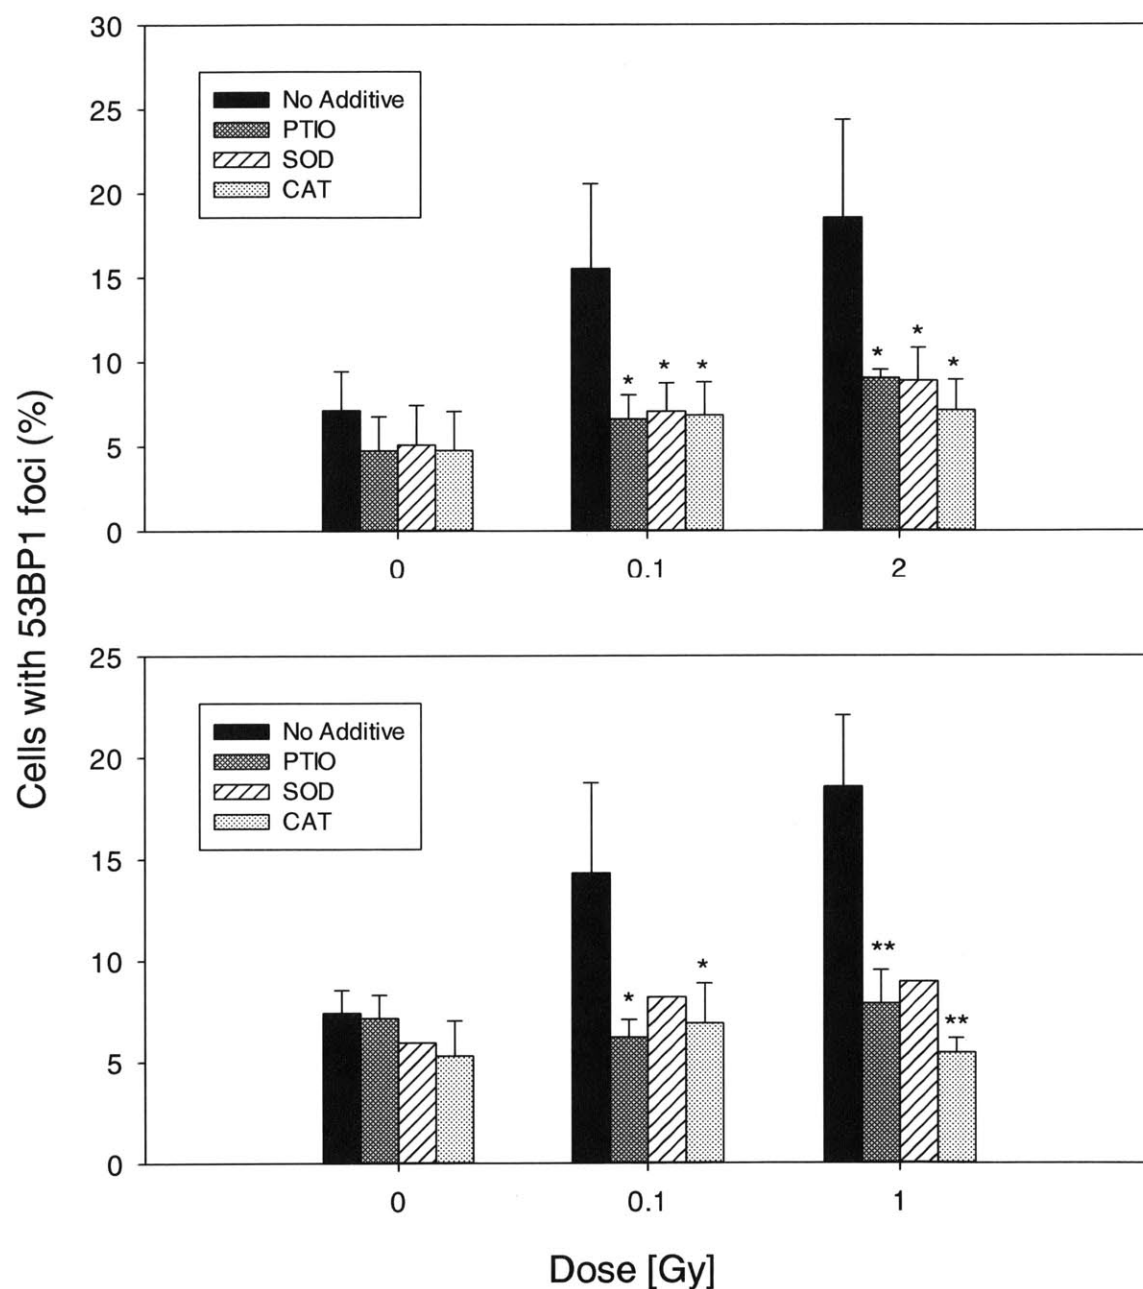 Cells with 53BP1 foci (%)
30
25
20
15
10
5
0
No Additive
PTIO
SOD
CAT
* * *
* * *
0 0.1 2
25
20
15
10
5
0
No Additive
PTIO
SOD
CAT
* *
** **
0 0.1 1
Dose [Gy]